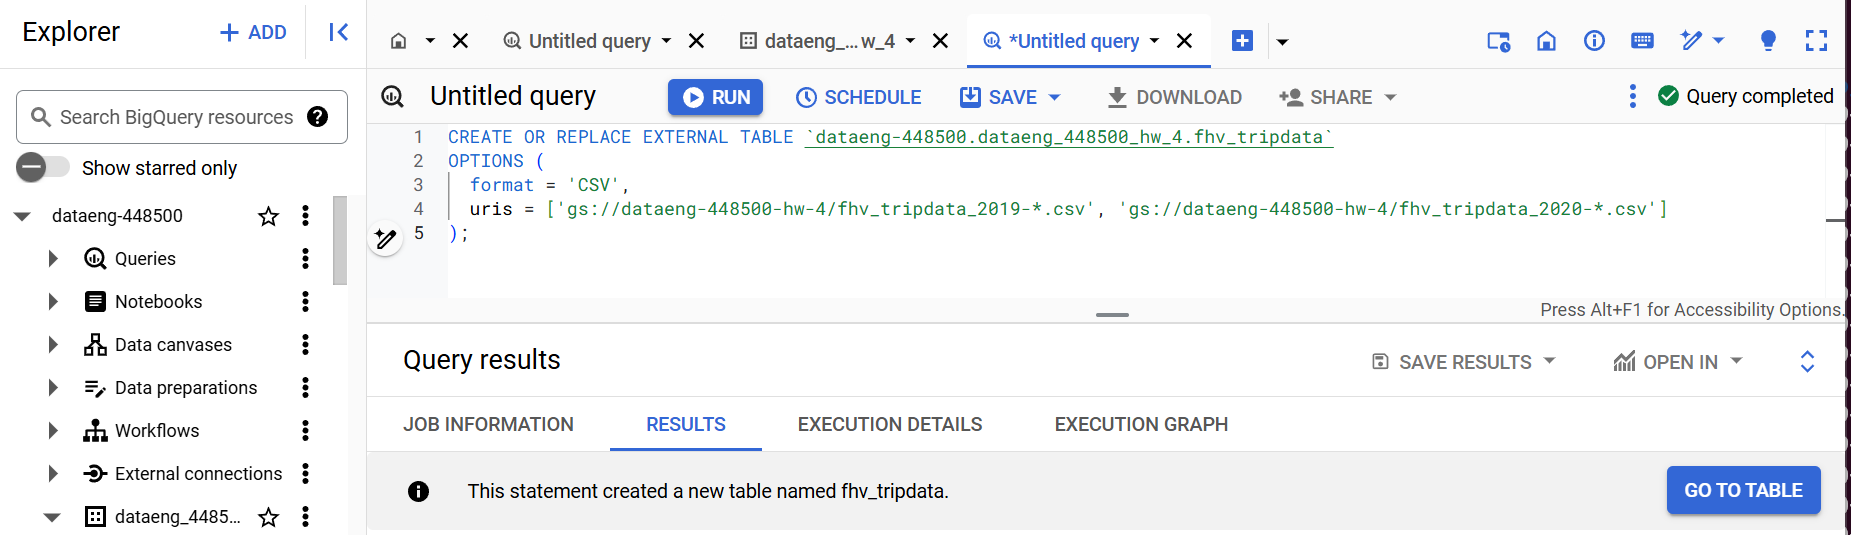 Explorer
+ ADD
Untitled query
dataeng_...w_4
*Untitled query
Search BigQuery resources
Show starred only
dataeng-448500
Queries
Notebooks
Data canvases
Data preparations
Workflows
External connections
dataeng_4485...
Untitled query
RUN
SCHEDULE
SAVE
DOWNLOAD
SHARE
Query completed
1 CREATE OR REPLACE EXTERNAL TABLE `dataeng-448500.dataeng_448500_hw_4.fhv_tripdata`
2 OPTIONS (
3 format = 'CSV',
4 uris = ['gs://dataeng-448500-hw-4/fhv_tripdata_2019-*.csv', 'gs://dataeng-448500-hw-4/fhv_tripdata_2020-*.csv']
5 );
Press Alt+F1 for Accessibility Options.
Query results
SAVE RESULTS
OPEN IN
JOB INFORMATION
RESULTS
EXECUTION DETAILS
EXECUTION GRAPH
This statement created a new table named fhv_tripdata.
GO TO TABLE